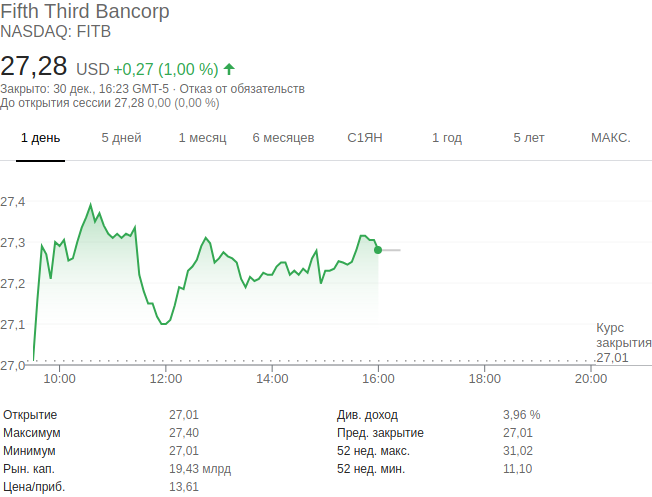 Fifth Third Bancorp
NASDAQ: FITB
27,28 USD +0,27 (1,00 %)
Закрыто: 30 дек., 16:23 GMT-5 · Отказ от обязательств
До открытия сессии 27,28 0,00 (0,00 %)
1 день 5 дней 1 месяц 6 месяцев С1ЯН 1 год 5 лет МАКС.
27,4
27,3
27,2
27,1
27,0
Курс
закрытия
27,01
10:00 12:00 14:00 16:00 18:00 20:00
Открытие 27,01 Див. доход 3,96 %
Максимум 27,40 Пред. закрытие 27,01
Минимум 27,01 52 нед. макс. 31,02
Рын. кап. 19,43 млрд 52 нед. мин. 11,10
Цена/приб. 13,61